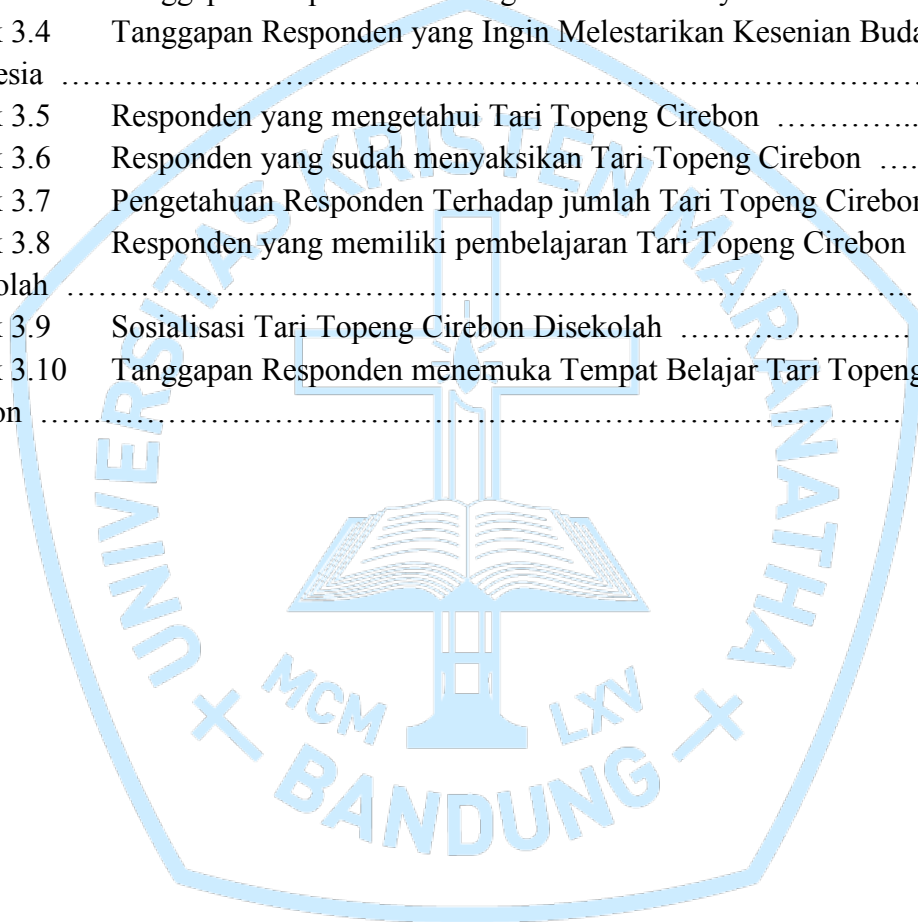 3.4 Tanggapan Responden yang Ingin Melestarikan Kesenian
esia ……………………………………………………………………
3.5 Responden yang mengetahui Tari Topeng Cirebon …………...
3.6 Responden yang sudah menyaksikan Tari Topeng Cirebon ….
3.7 Pengetahuan Responden Terhadap jumlah Tari Topeng
3.8 Responden yang memiliki pembelajaran Tari Topeng Cirebon
olah ……………………………………………………………………
3.9 Sosialisasi Tari Topeng Cirebon Disekolah ………………….
3.10 Tanggapan Responden menemuka Tempat Belajar Tari Topeng
on ……………………………………………………………………
UNIVERSITAS KRISTEN MARANATHA
MCM LXV
BANDUNG